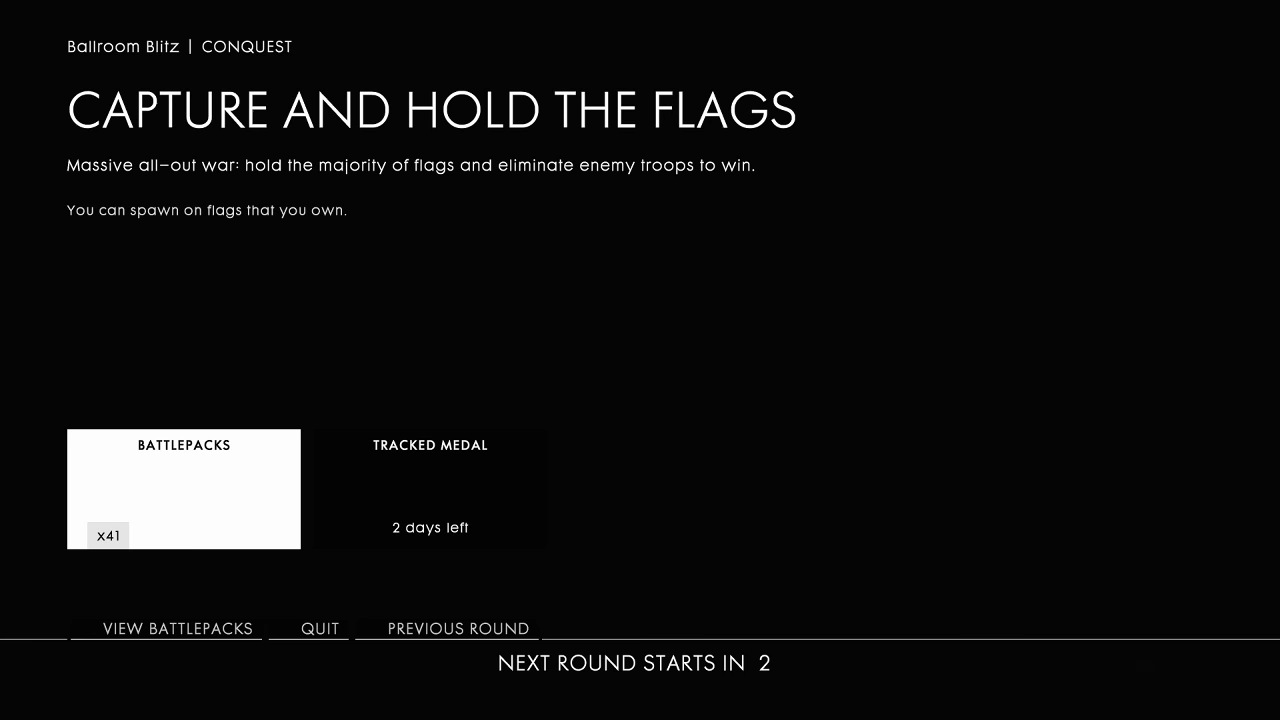 Ballroom Blitz | CONQUEST
CAPTURE AND HOLD THE FLAGS
Massive all-out war: hold the majority of flags and eliminate enemy troops to win.
You can spawn on flags that you own.
BATTLEPACKS
x41
TRACKED MEDAL
2 days left
VIEW BATTLEPACKS
QUIT
PREVIOUS ROUND
NEXT ROUND STARTS IN 2